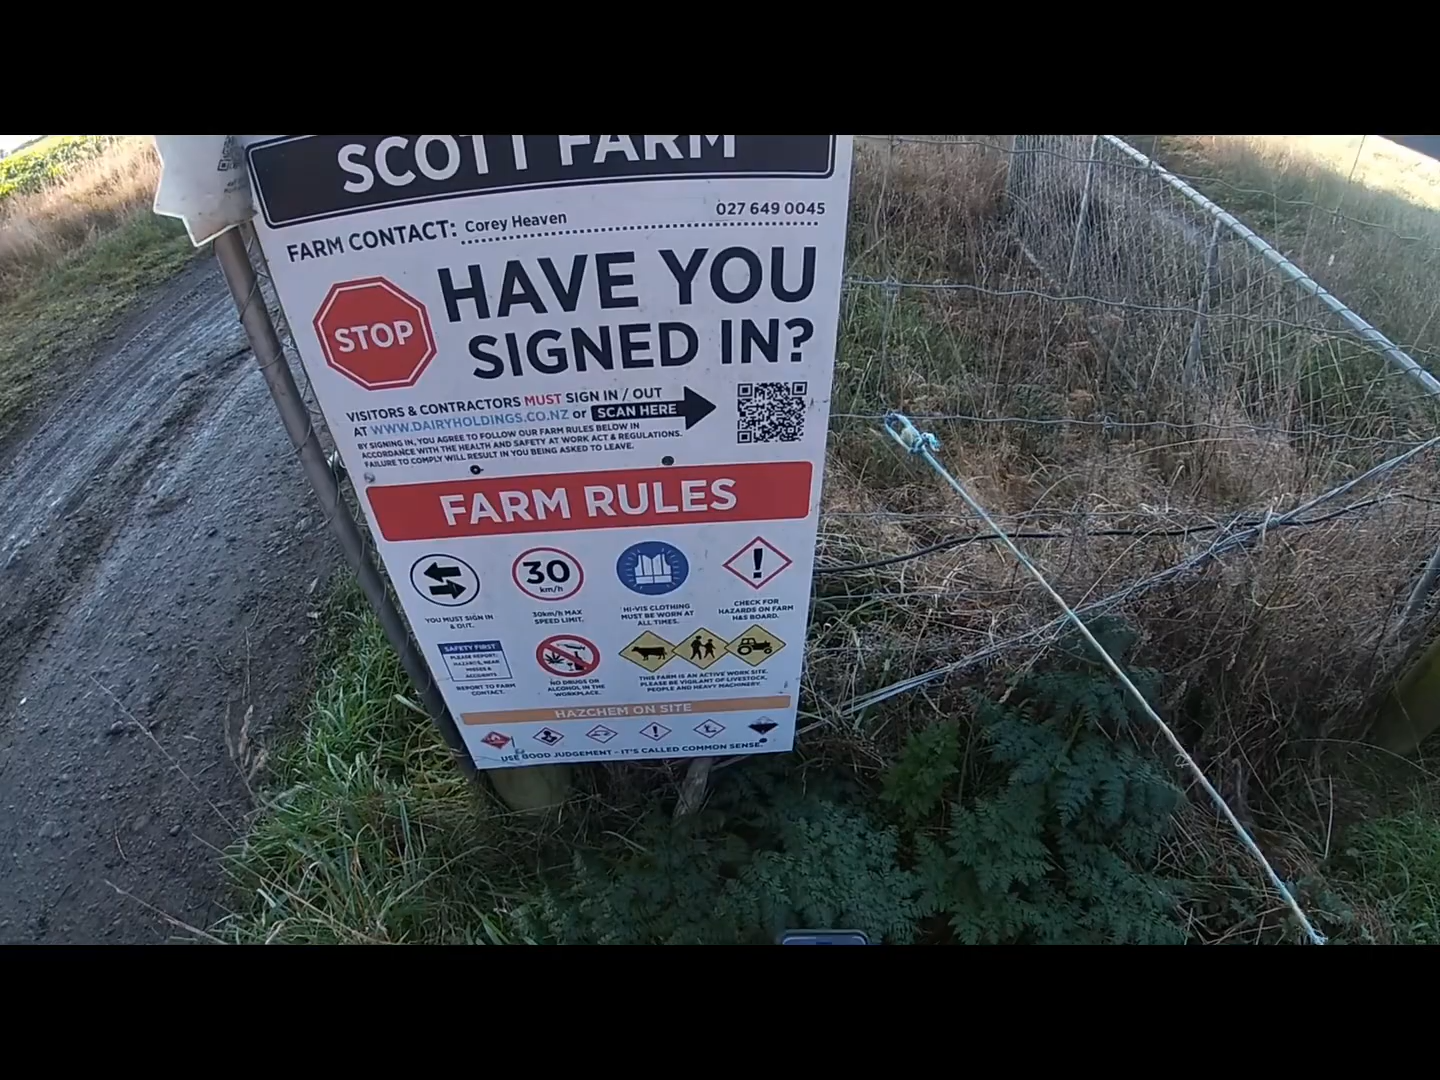 SCOTT FARM
FARM CONTACT: Corey Heaven 027 649 0045
STOP
HAVE YOU
SIGNED IN?
VISITORS & CONTRACTORS MUST SIGN IN / OUT
AT WWW.DAIRYHOLDINGS.CO.NZ or SCAN HERE
BY SIGNING IN, YOU AGREE TO FOLLOW OUR FARM RULES BELOW IN
ACCORDANCE WITH THE HEALTH AND SAFETY AT WORK ACT & REGULATIONS.
FAILURE TO COMPLY WILL RESULT IN YOU BEING ASKED TO LEAVE.
FARM RULES
YOU MUST SIGN IN
& OUT.
30
km/h
30km/h MAX
SPEED LIMIT.
HI-VIS CLOTHING
MUST BE WORN AT
ALL TIMES.
CHECK FOR
HAZARDS ON FARM
H&S BOARD.
SAFETY FIRST
PLEASE REPORT:
HAZARDS, NEAR
MISSES &
ACCIDENTS
REPORT TO FARM
CONTACT.
NO DRUGS OR
ALCOHOL IN THE
WORKPLACE.
THIS FARM IS AN ACTIVE WORK SITE.
PLEASE BE VIGILANT OF LIVESTOCK,
PEOPLE AND HEAVY MACHINERY.
HAZCHEM ON SITE
USE GOOD JUDGEMENT - IT'S CALLED COMMON SENSE.